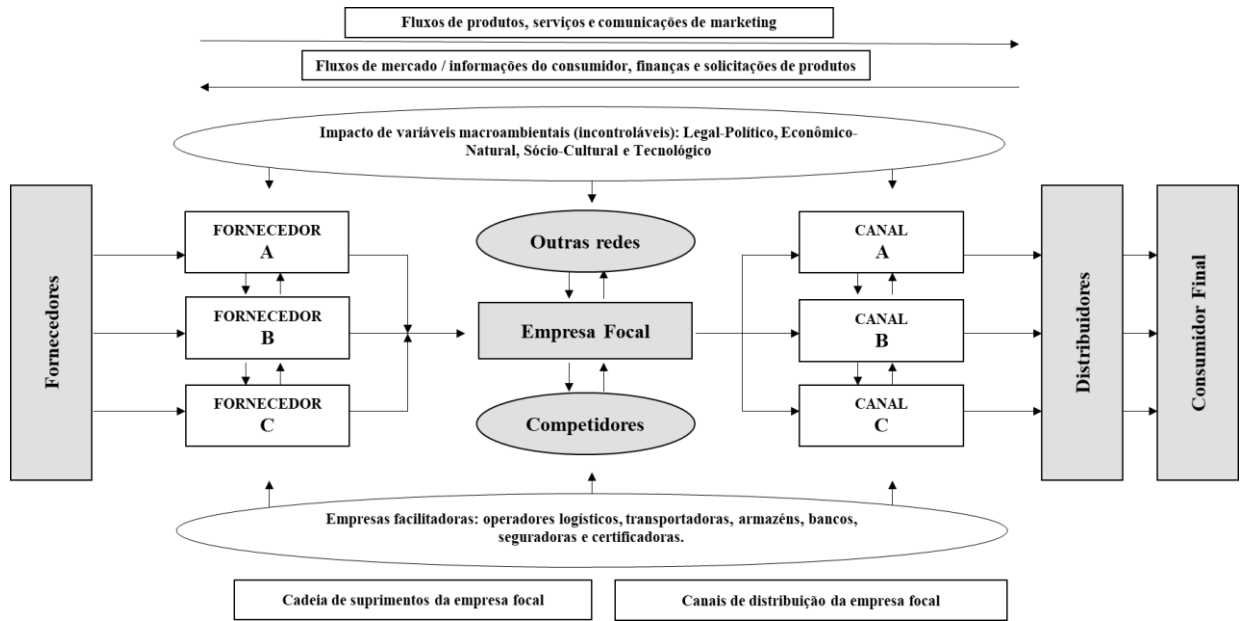 Fluxos de produtos, serviços e comunicações de marketing
Fluxos de mercado / informações do consumidor, finanças e solicitações de produtos
Impacto de variáveis macroambientais (incontroláveis): Legal-Político, Econômico-
Natural, Sócio-Cultural e Tecnológico
Fornecedores
FORNECEDOR
A
FORNECEDOR
B
FORNECEDOR
C
Outras redes
Empresa Focal
Competidores
CANAL
A
CANAL
B
CANAL
C
Distribuidores
Consumidor Final
Empresas facilitadoras: operadores logísticos, transportadoras, armazéns, bancos,
seguradoras e certificadoras.
Cadeia de suprimentos da empresa focal
Canais de distribuição da empresa focal